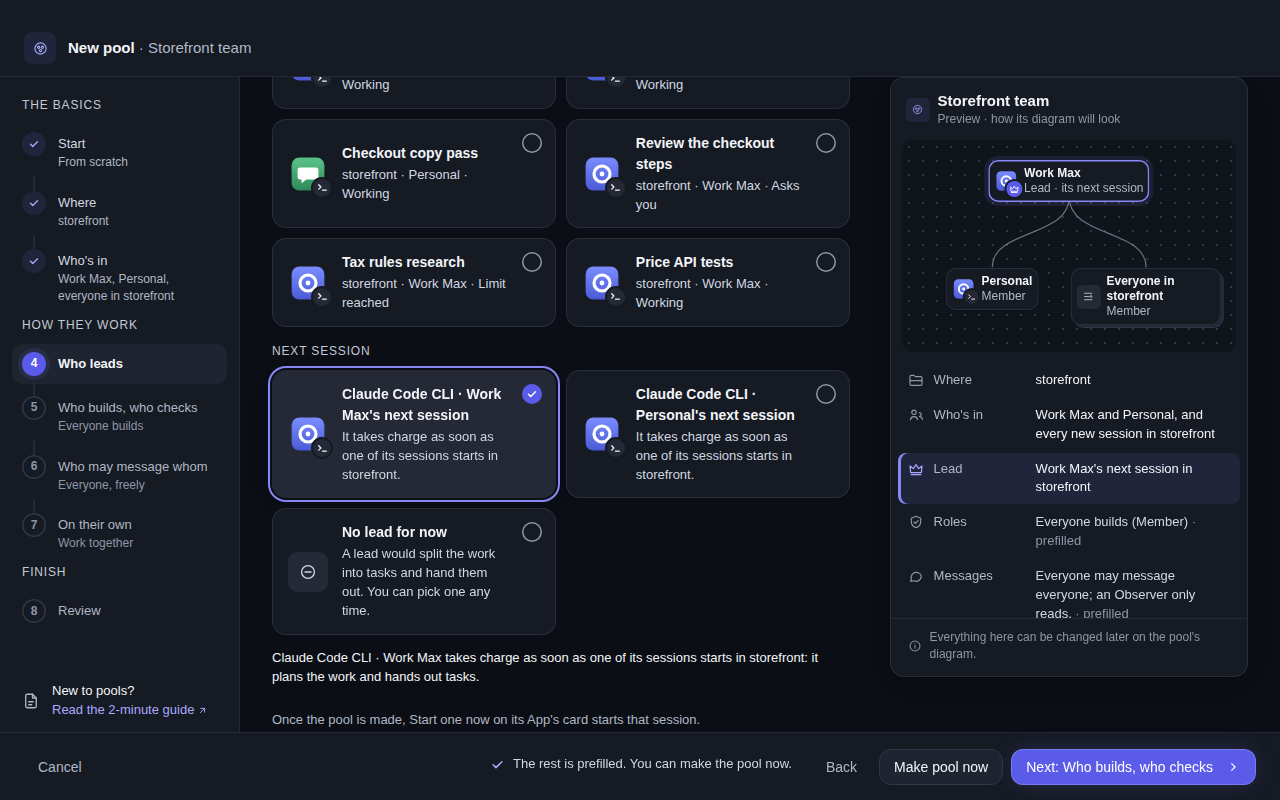 New pool · Storefront team
THE BASICS
Start
From scratch
Where
storefront
Who's in
Work Max, Personal,
everyone in storefront
HOW THEY WORK
4
Who leads
5
Who builds, who checks
Everyone builds
6
Who may message whom
Everyone, freely
7
On their own
Work together
FINISH
8
Review
New to pools?
Read the 2-minute guide
Working
Working
Checkout copy pass
storefront · Personal ·
Working
Review the checkout
steps
storefront · Work Max · Asks
you
Tax rules research
storefront · Work Max · Limit
reached
Price API tests
storefront · Work Max ·
Working
NEXT SESSION
Claude Code CLI · Work
Max's next session
It takes charge as soon as
one of its sessions starts in
storefront.
Claude Code CLI ·
Personal's next session
It takes charge as soon as
one of its sessions starts in
storefront.
No lead for now
A lead would split the work
into tasks and hand them
out. You can pick one any
time.
Claude Code CLI · Work Max takes charge as soon as one of its sessions starts in storefront: it
plans the work and hands out tasks.
Once the pool is made, Start one now on its App's card starts that session.
Storefront team
Preview · how its diagram will look
Work Max
Lead · its next session
Personal
Member
Everyone in
storefront
Member
Where
storefront
Who's in
Work Max and Personal, and
every new session in storefront
Lead
Work Max's next session in
storefront
Roles
Everyone builds (Member) ·
prefilled
Messages
Everyone may message
everyone; an Observer only
reads. · prefilled
Everything here can be changed later on the pool's
diagram.
Cancel
The rest is prefilled. You can make the pool now.
Back
Make pool now
Next: Who builds, who checks